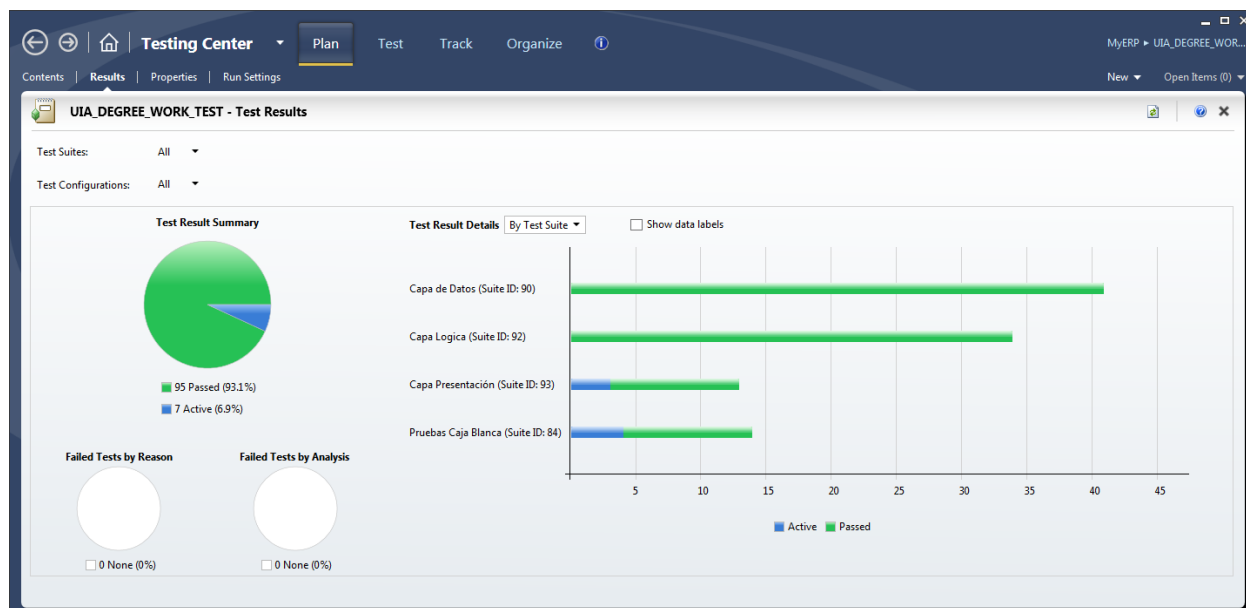 Testing Center Plan Test Track Organize
MyERP ▸ UIA_DEGREE_WOR...
Contents | Results | Properties | Run Settings
New Open Items (0)
UIA_DEGREE_WORK_TEST - Test Results
Test Suites: All
Test Configurations: All
Test Result Summary
95 Passed (93.1%)
7 Active (6.9%)
Failed Tests by Reason
0 None (0%)
Failed Tests by Analysis
0 None (0%)
Test Result Details By Test Suite Show data labels
Capa de Datos (Suite ID: 90)
Capa Logica (Suite ID: 92)
Capa Presentación (Suite ID: 93)
Pruebas Caja Blanca (Suite ID: 84)
5 10 15 20 25 30 35 40 45
Active Passed